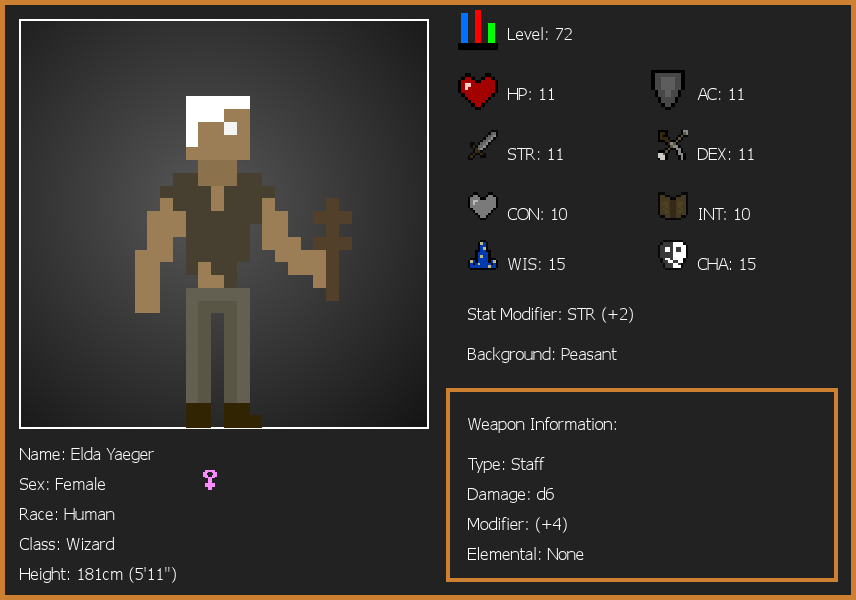 Level: 72
HP: 11
AC: 11
STR: 11
DEX: 11
CON: 10
INT: 10
WIS: 15
CHA: 15
Stat Modifier: STR (+2)
Background: Peasant
Weapon Information:
Type: Staff
Damage: d6
Modifier: (+4)
Elemental: None
Name: Elda Yaeger
Sex: Female
Race: Human
Class: Wizard
Height: 181cm (5'11")